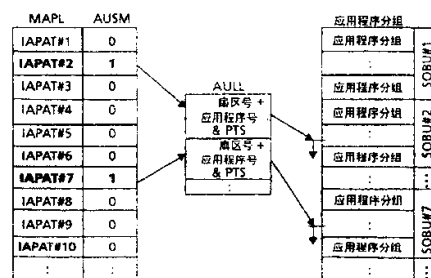 MAPL AUSM
IAPAT#1 0
IAPAT#2 1
IAPAT#3 0
IAPAT#4 0
IAPAT#5 0
IAPAT#6 0
IAPAT#7 1
IAPAT#8 0
IAPAT#9 0
IAPAT#10 0
: :
AULL
扇区号 +
应用程序号
& PTS
扇区号 +
应用程序号
& PTS
:
应用程序分组
应用程序分组
:
应用程序分组
SOBU#1
应用程序分组
:
应用程序分组
SOBU#2
:
...
应用程序分组
:
应用程序分组
SOBU#7
:
...